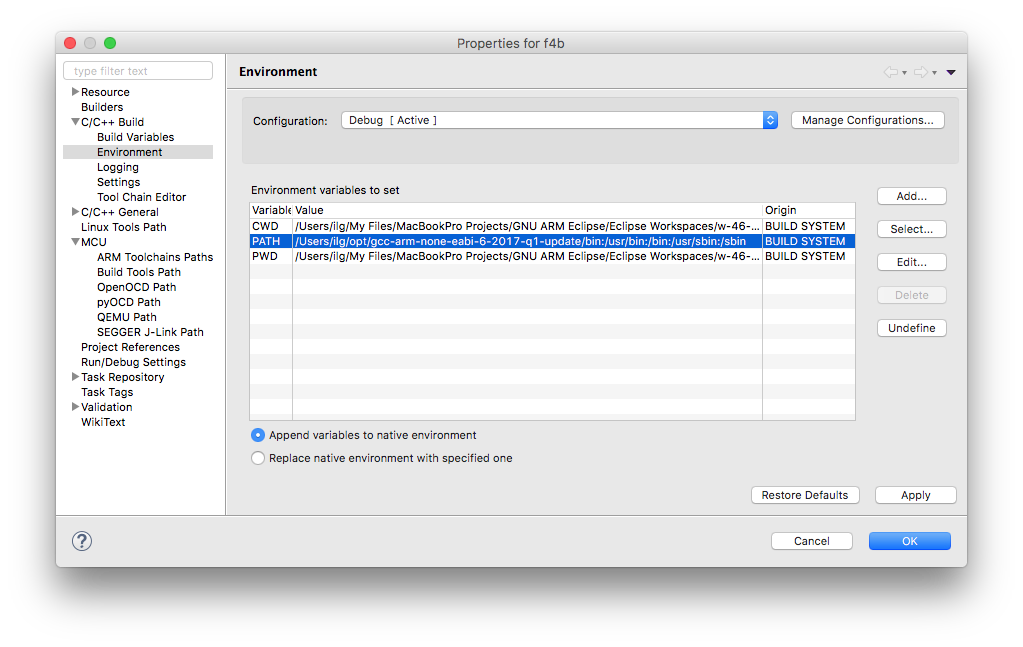 Properties for f4b
type filter text
Resource
Builders
C/C++ Build
Build Variables
Environment
Logging
Settings
Tool Chain Editor
C/C++ General
Linux Tools Path
MCU
ARM Toolchains Paths
Build Tools Path
OpenOCD Path
pyOCD Path
QEMU Path
SEGGER J-Link Path
Project References
Run/Debug Settings
Task Repository
Task Tags
Validation
WikiText
Environment
Configuration: Debug [ Active ] Manage Configurations...
Environment variables to set
Variable Value Origin
CWD /Users/ilg/My Files/MacBookPro Projects/GNU ARM Eclipse/Eclipse Workspaces/w-46-... BUILD SYSTEM
PATH /Users/ilg/opt/gcc-arm-none-eabi-6-2017-q1-update/bin:/usr/bin:/bin:/usr/sbin:/sbin BUILD SYSTEM
PWD /Users/ilg/My Files/MacBookPro Projects/GNU ARM Eclipse/Eclipse Workspaces/w-46-... BUILD SYSTEM
Add...
Select...
Edit...
Delete
Undefine
Append variables to native environment
Replace native environment with specified one
Restore Defaults Apply
? Cancel OK